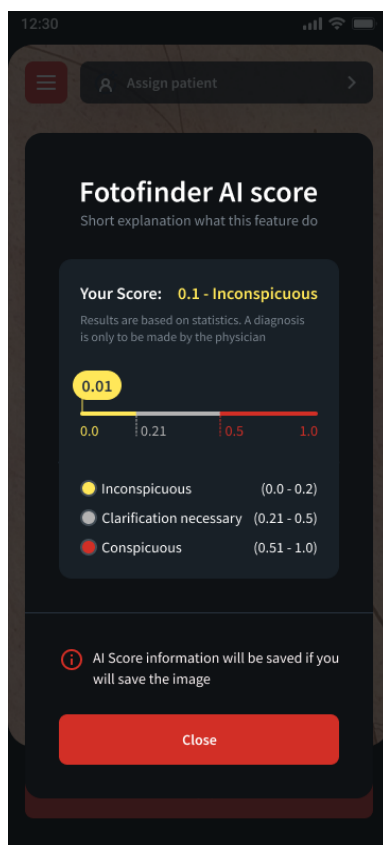 12:30
Assign patient
Fotofinder AI score
Short explanation what this feature do
Your Score: 0.1 - Inconspicuous
Results are based on statistics. A diagnosis
is only to be made by the physician
0.01
0.0 0.21 0.5 1.0
Inconspicuous (0.0 - 0.2)
Clarification necessary (0.21 - 0.5)
Conspicuous (0.51 - 1.0)
AI Score information will be saved if you
will save the image
Close